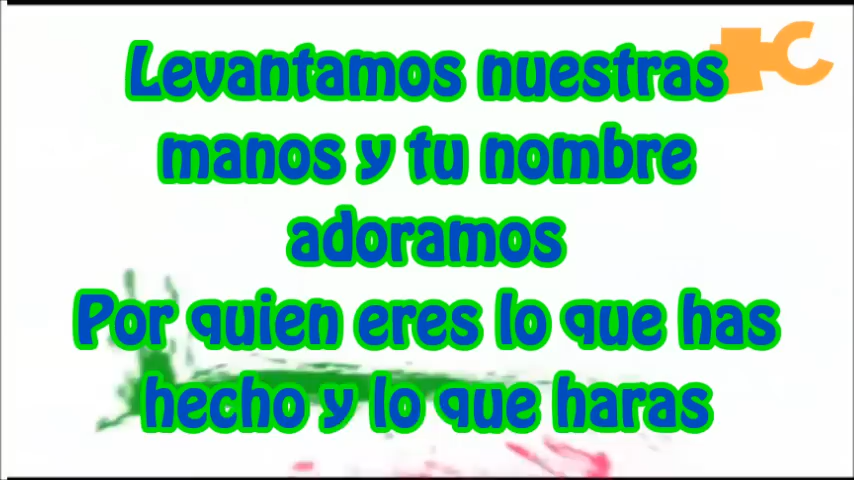 Levantamos nuestras
manos y tu nombre
adoramos
Por quien eres lo que has
hecho y lo que haras